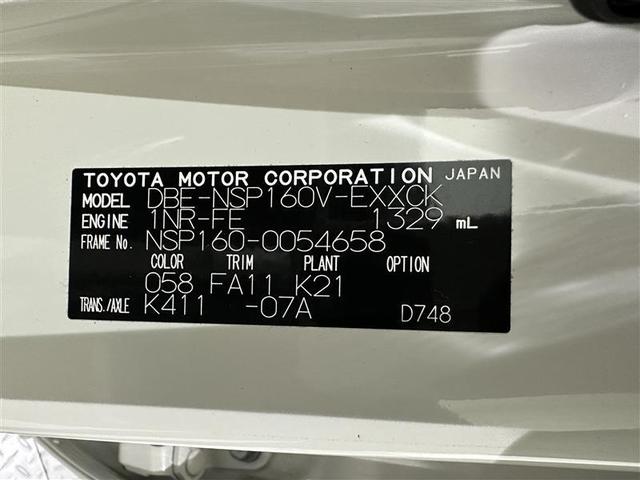 TOYOTA MOTOR CORPORATION JAPAN
MODEL DBE-NSP160V-EXXCK
ENGINE 1NR-FE 1329 mL
FRAME No. NSP160-0054658
COLOR TRIM PLANT OPTION
058 FA11 K21
TRANS./AXLE K411 -07A D748